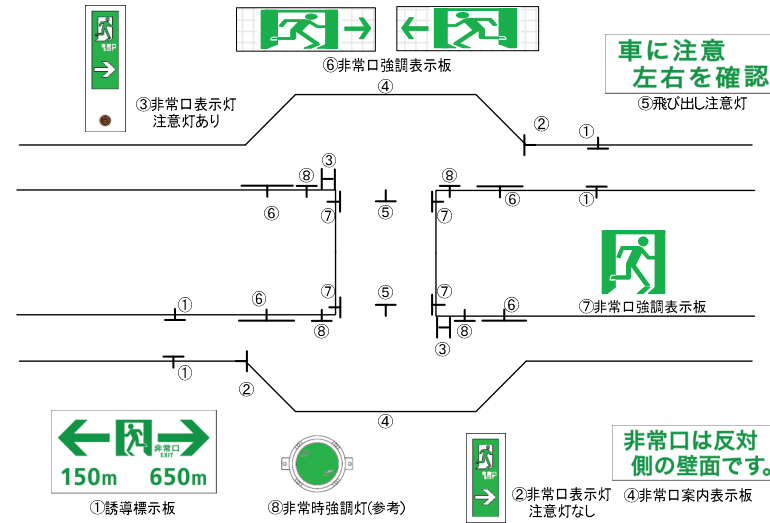 ⑥非常口強調表示板
車に注意
左右を確認
⑤飛び出し注意灯
③非常口表示灯
注意灯あり
④
②
①
③
⑧
⑧
⑥
⑦
⑤
⑦
⑥
①
⑦非常口強調表示板
①
⑥
⑦
⑤
⑦
⑥
⑧
⑧
③
①
②
④
非常口
EXIT
150m
650m
①誘導標示板
⑧非常時強調灯(参考)
②非常口表示灯
注意灯なし
非常口は反対
側の壁面です。
④非常口案内表示板